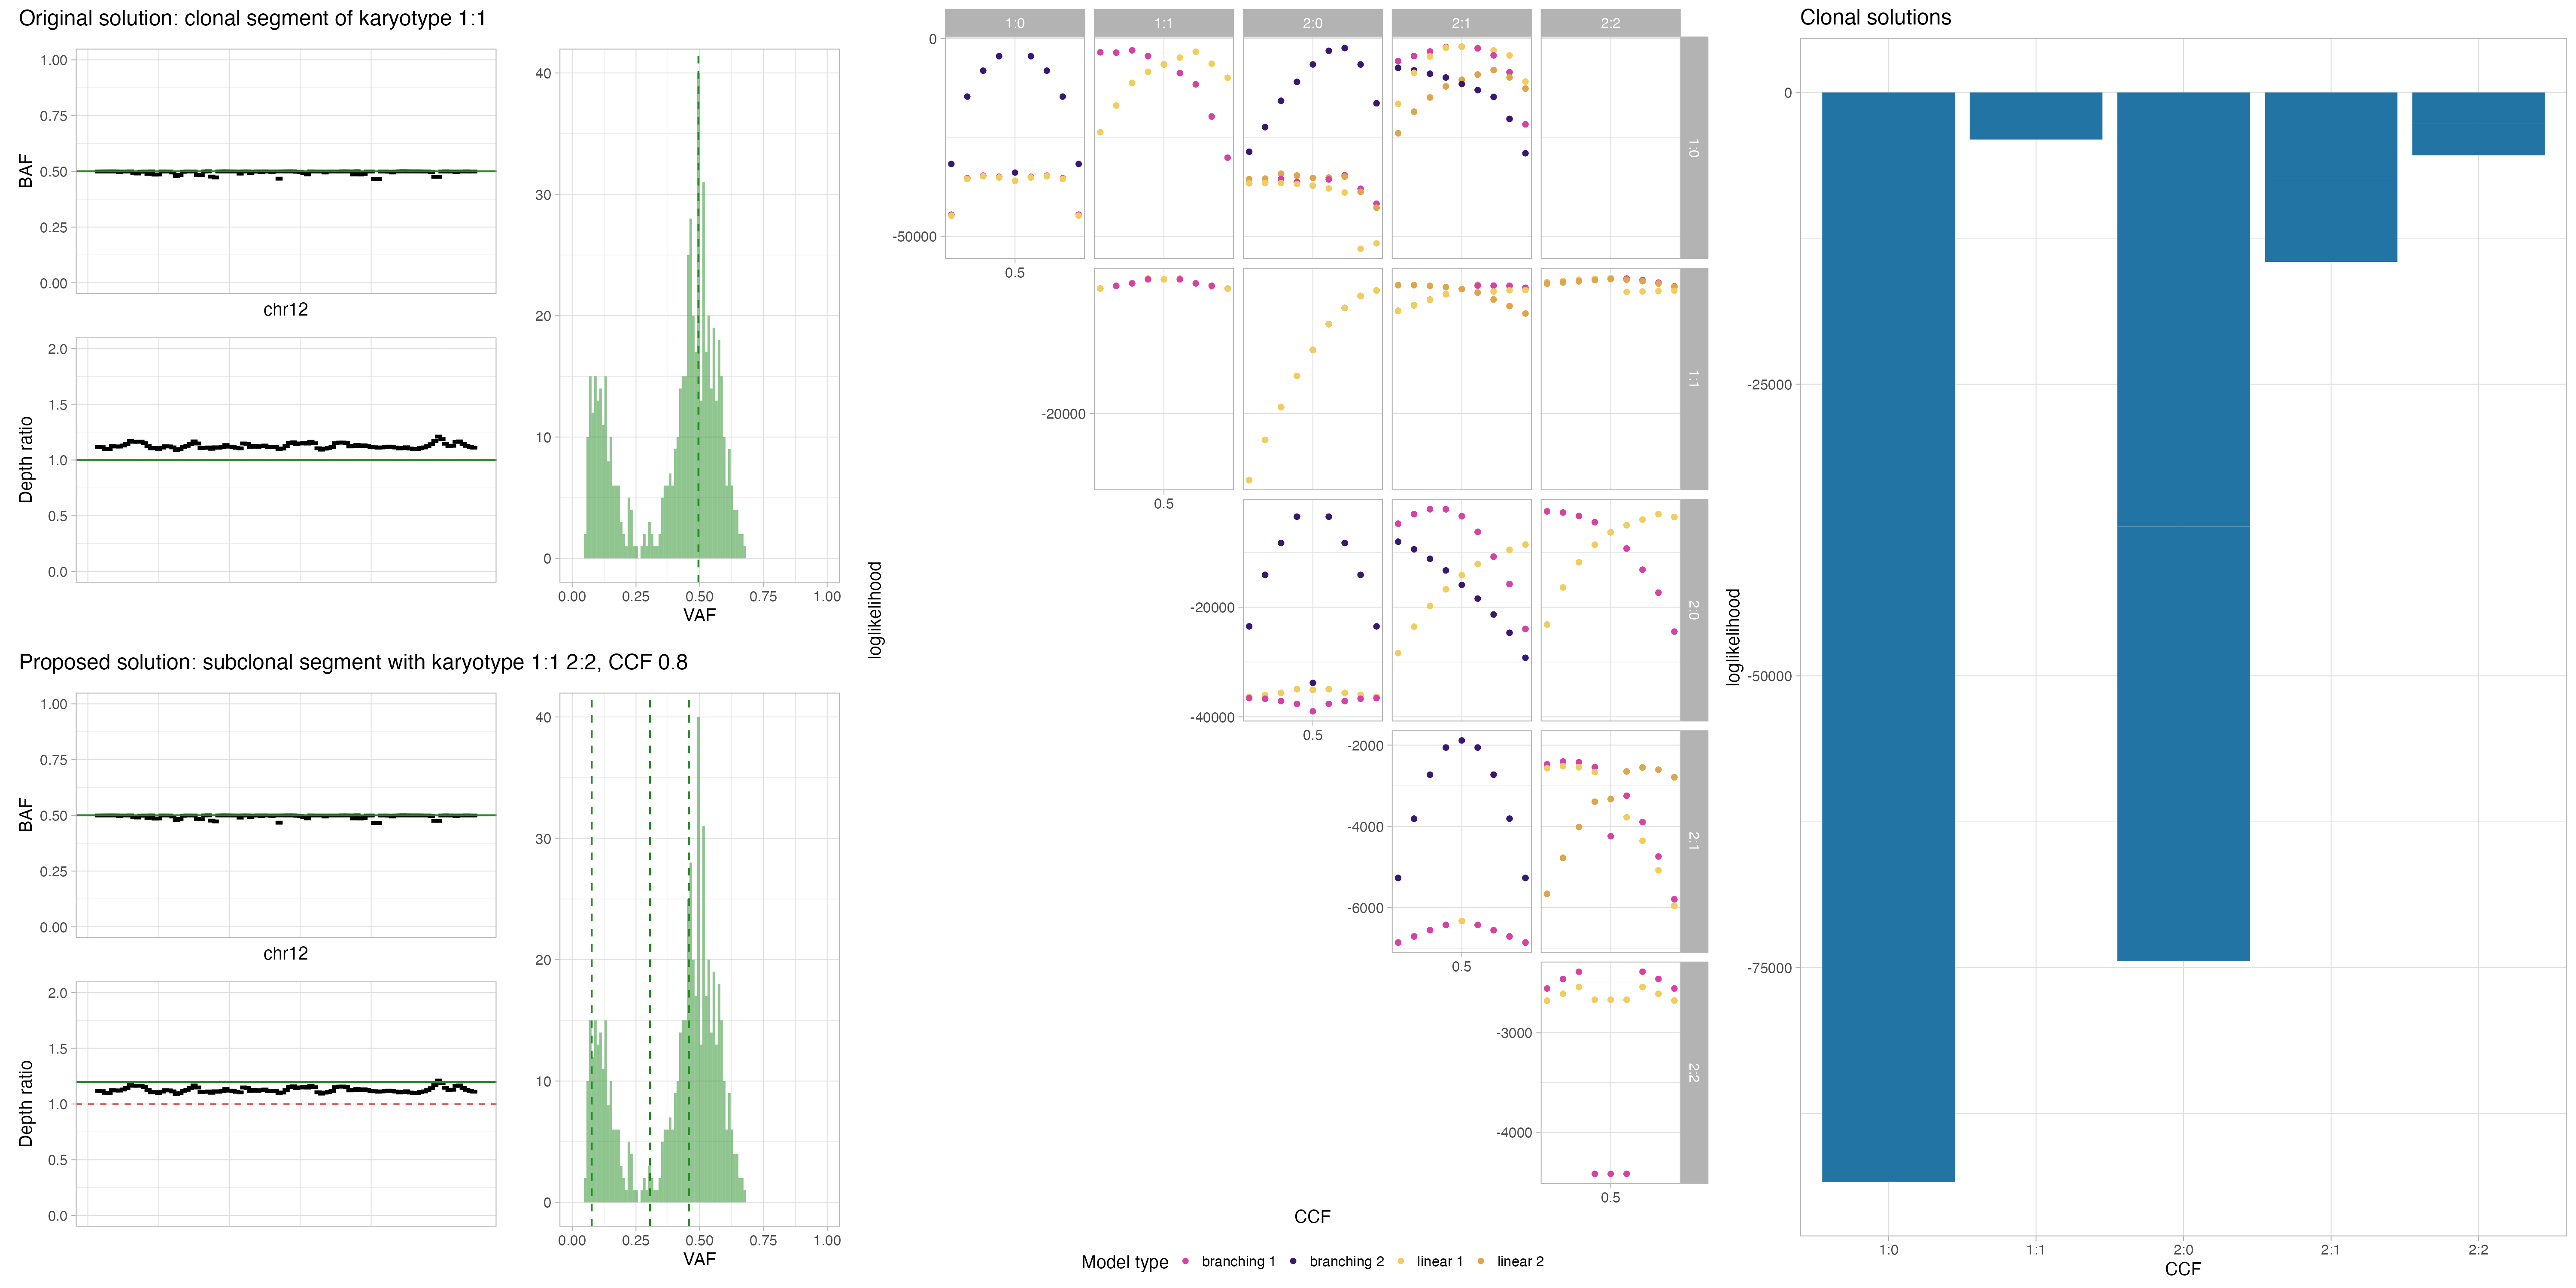 Original solution: clonal segment of karyotype 1:1
1.00
0.75
0.50
0.25
0.00
BAF
chr12
2.0
1.5
1.0
0.5
0.0
Depth ratio
40
30
20
10
0
0.00 0.25 0.50 0.75 1.00
VAF
Proposed solution: subclonal segment with karyotype 1:1 2:2, CCF 0.8
1.00
0.75
0.50
0.25
0.00
BAF
chr12
2.0
1.5
1.0
0.5
0.0
Depth ratio
40
30
20
10
0
0.00 0.25 0.50 0.75 1.00
VAF
loglikelihood
1:0 1:1 2:0 2:1 2:2
0
-50000
0.5
1:0
-20000
0.5
1:1
-20000
-40000
0.5
2:0
-2000
-4000
-6000
0.5
2:1
-3000
-4000
0.5
2:2
CCF
Model type branching 1 branching 2 linear 1 linear 2
Clonal solutions
0
-25000
-50000
-75000
loglikelihood
1:0 1:1 2:0 2:1 2:2
CCF